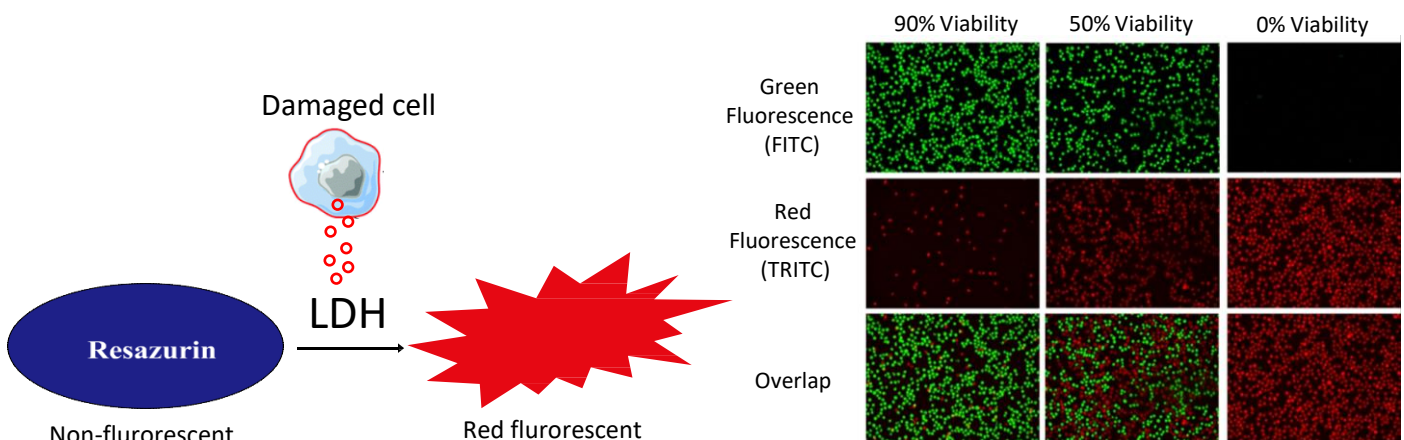 Damaged cell
LDH
Resazurin
Non-flurorescent
Red flurorescent
90% Viability
50% Viability
0% Viability
Green
Fluorescence
(FITC)
Red
Fluorescence
(TRITC)
Overlap